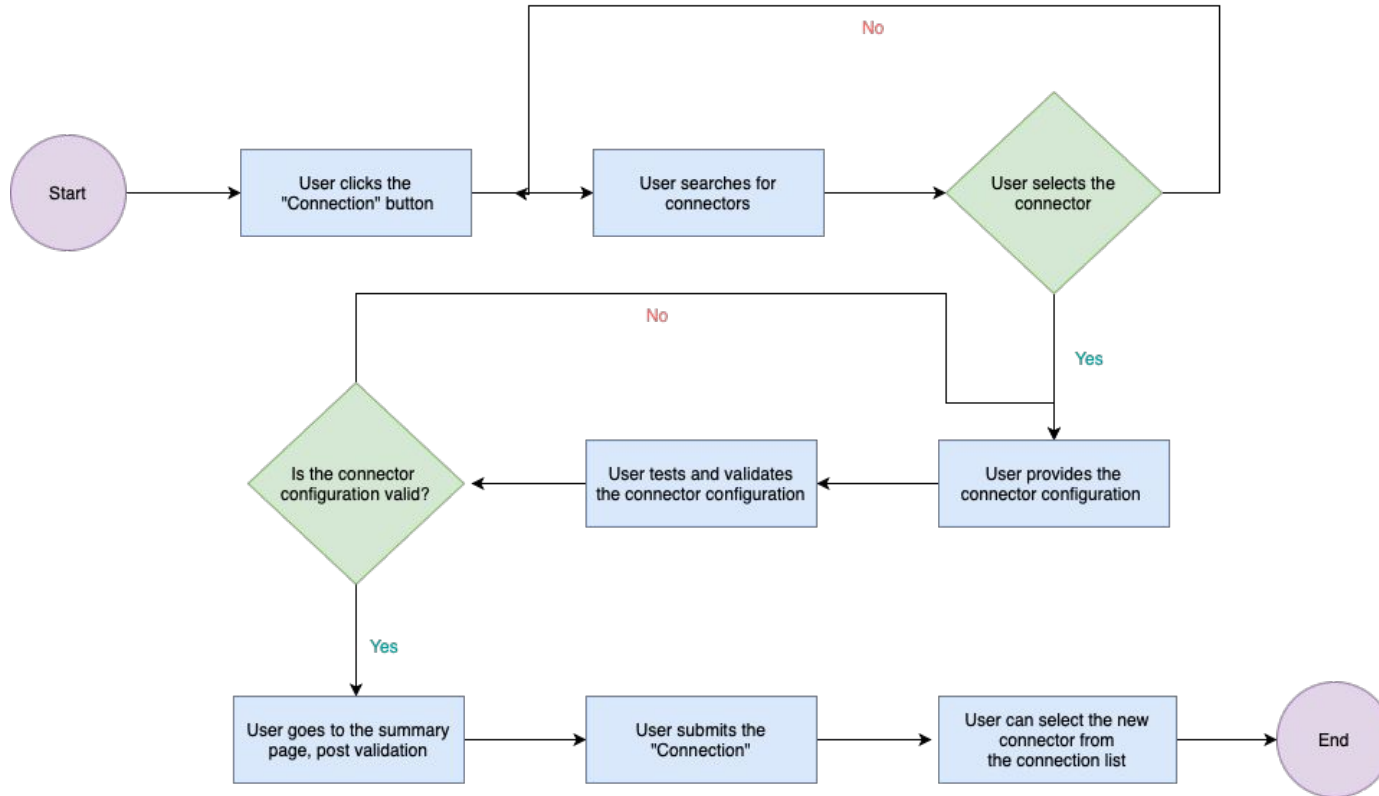 No
Start
User clicks the
"Connection" button
User searches for
connectors
User selects the
connector
No
Yes
Is the connector
configuration valid?
User tests and validates
the connector configuration
User provides the
connector configuration
Yes
User goes to the summary
page, post validation
User submits the
"Connection"
User can select the new
connector from
the connection list
End